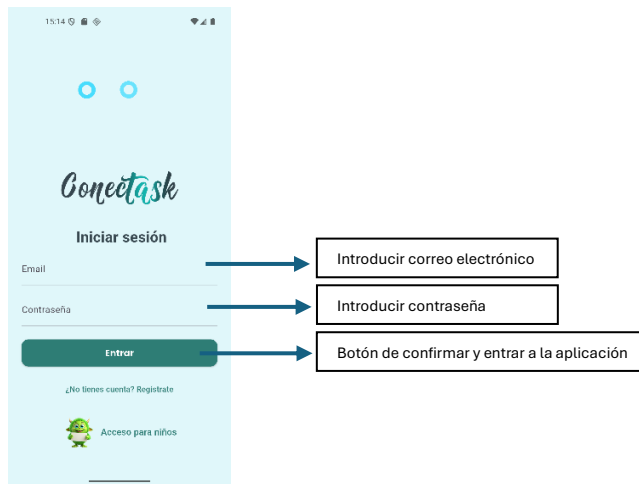 15:14
Conectask
Iniciar sesión
Email
Introducir correo electrónico
Contraseña
Introducir contraseña
Entrar
Botón de confirmar y entrar a la aplicación
¿No tienes cuenta? Regístrate
Acceso para niños